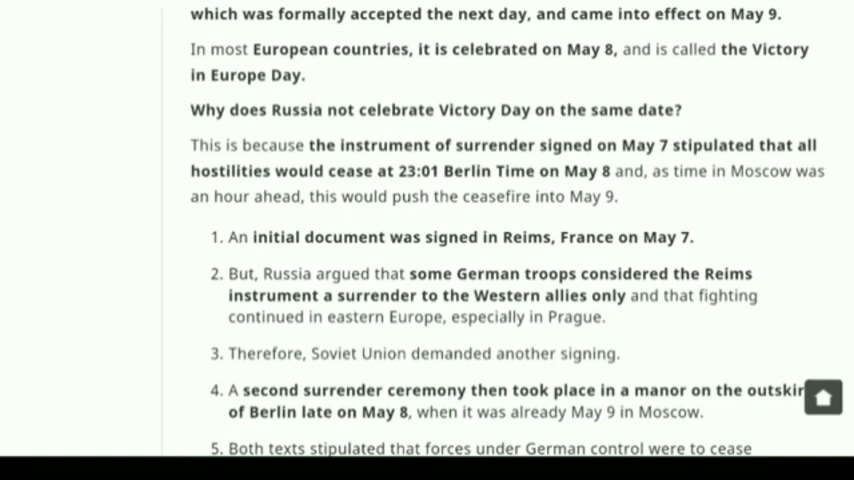 which was formally accepted the next day, and came into effect on May 9.
In most European countries, it is celebrated on May 8, and is called the Victory
in Europe Day.
Why does Russia not celebrate Victory Day on the same date?
This is because the instrument of surrender signed on May 7 stipulated that all
hostilities would cease at 23:01 Berlin Time on May 8 and, as time in Moscow was
an hour ahead, this would push the ceasefire into May 9.
1. An initial document was signed in Reims, France on May 7.
2. But, Russia argued that some German troops considered the Reims
instrument a surrender to the Western allies only and that fighting
continued in eastern Europe, especially in Prague.
3. Therefore, Soviet Union demanded another signing.
4. A second surrender ceremony then took place in a manor on the outskir
of Berlin late on May 8, when it was already May 9 in Moscow.
5. Both texts stipulated that forces under German control were to cease